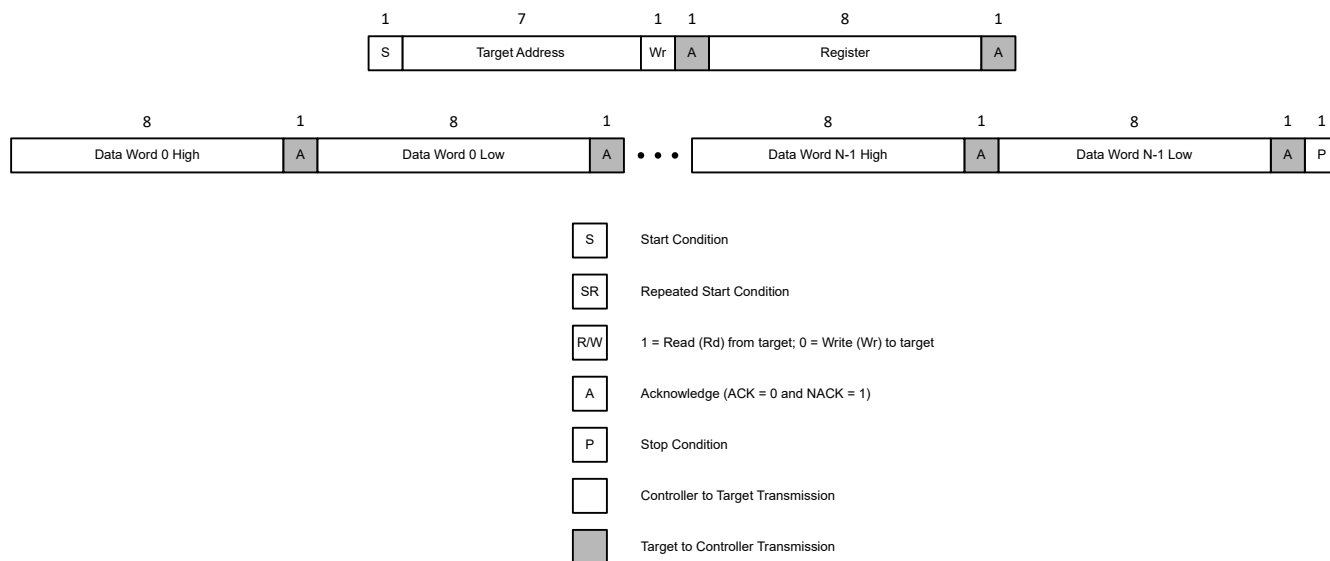 1 7 1 1 8 1
S Target Address Wr A Register A
8 1 8 1 8 1 8 1 1
Data Word 0 High A Data Word 0 Low A • • • Data Word N-1 High A Data Word N-1 Low A P
S Start Condition
SR Repeated Start Condition
R/W 1 = Read (Rd) from target; 0 = Write (Wr) to target
A Acknowledge (ACK = 0 and NACK = 1)
P Stop Condition
Controller to Target Transmission
Target to Controller Transmission